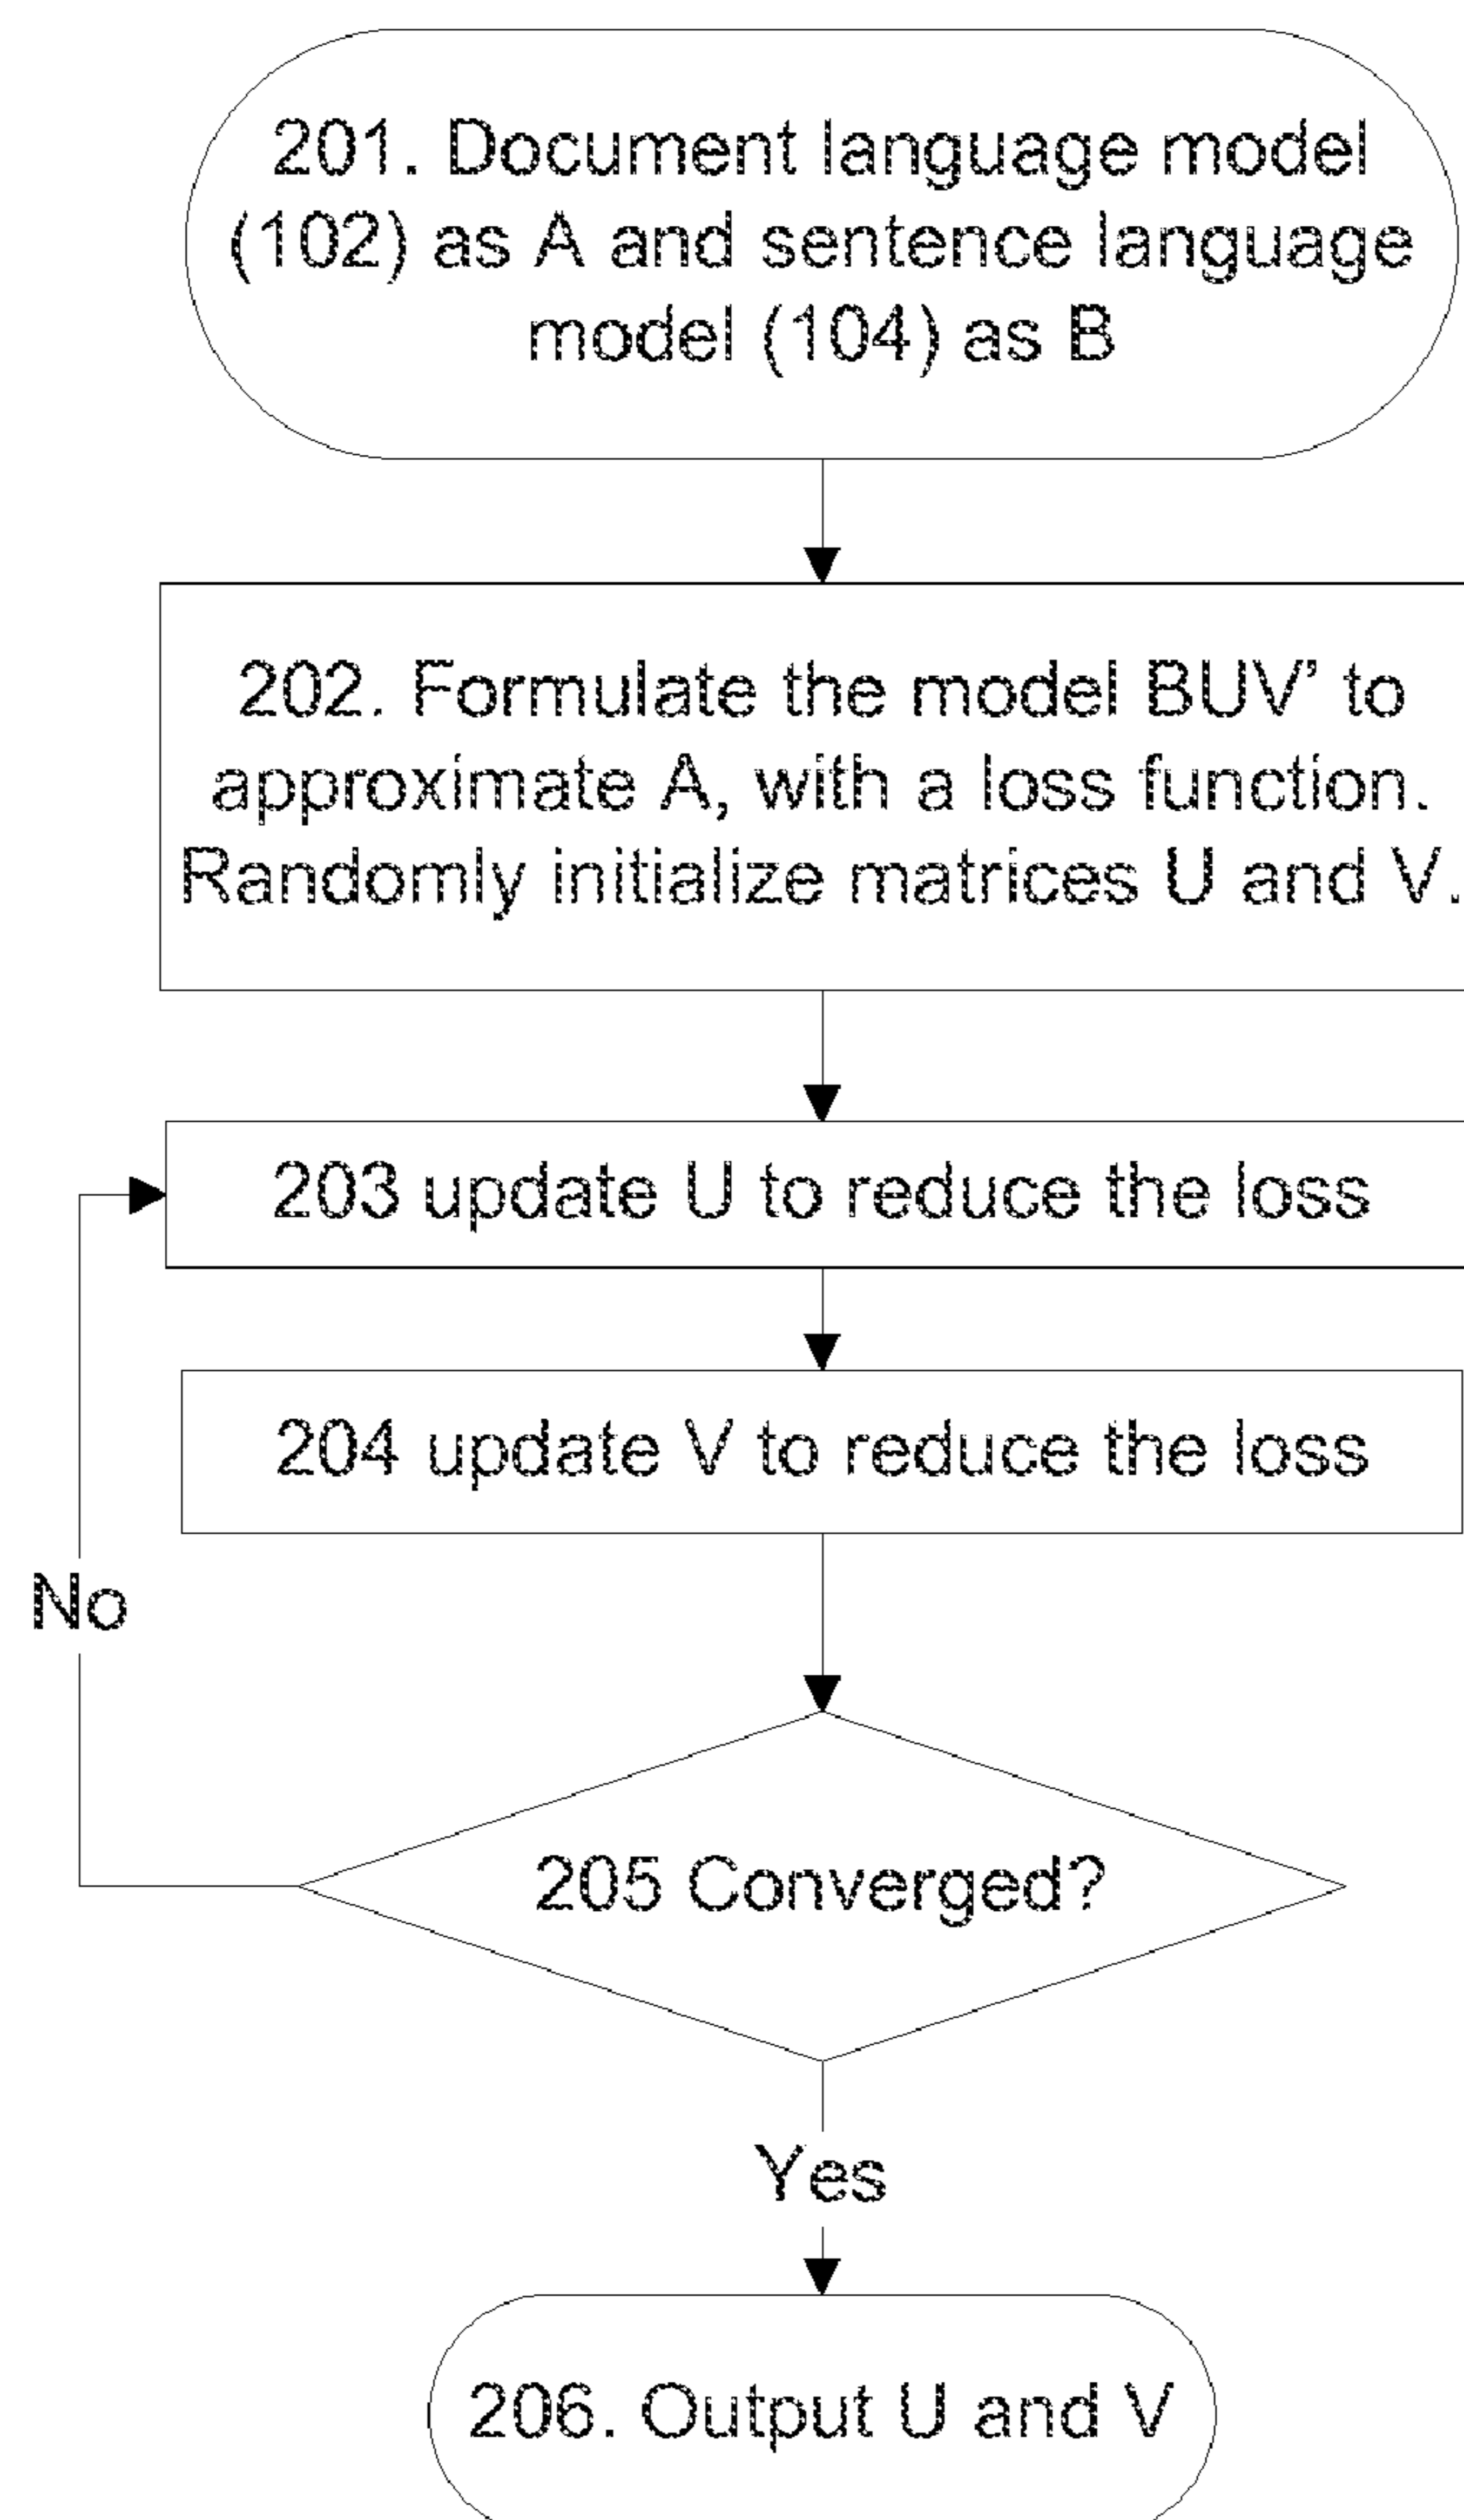 201. Document language model
(102) as A and sentence language
model (104) as B
202. Formulate the model BUV’ to
approximate A, with a loss function.
Randomly initialize matrices U and V.
203 update U to reduce the loss
204 update V to reduce the loss
No
205 Converged?
Yes
206. Output U and V